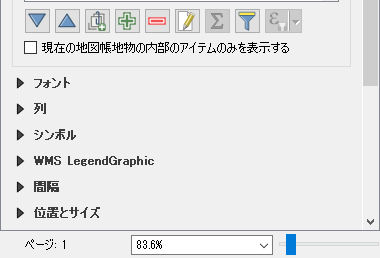 現在の地図帳地物の内部のアイテムのみを表示する
フォント
列
シンボル
WMS LegendGraphic
間隔
位置とサイズ
ページ: 1
83.6%